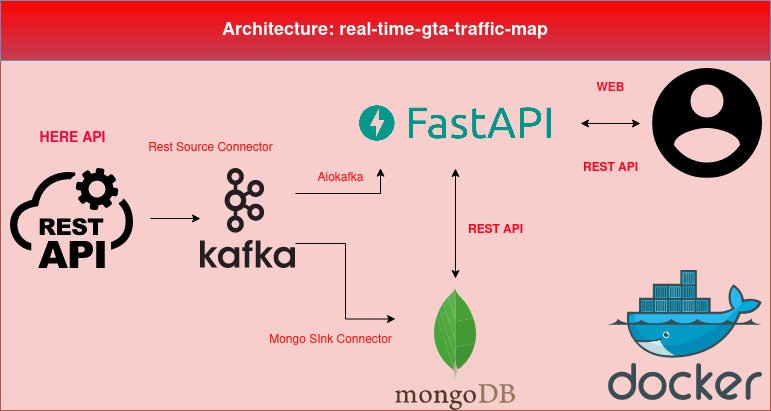 Architecture: real-time-gta-traffic-map
HERE API
REST
API
Rest Source Connector
kafka
Aiokafka
FastAPI
WEB
REST API
REST API
Mongo SInk Connector
mongoDB
docker